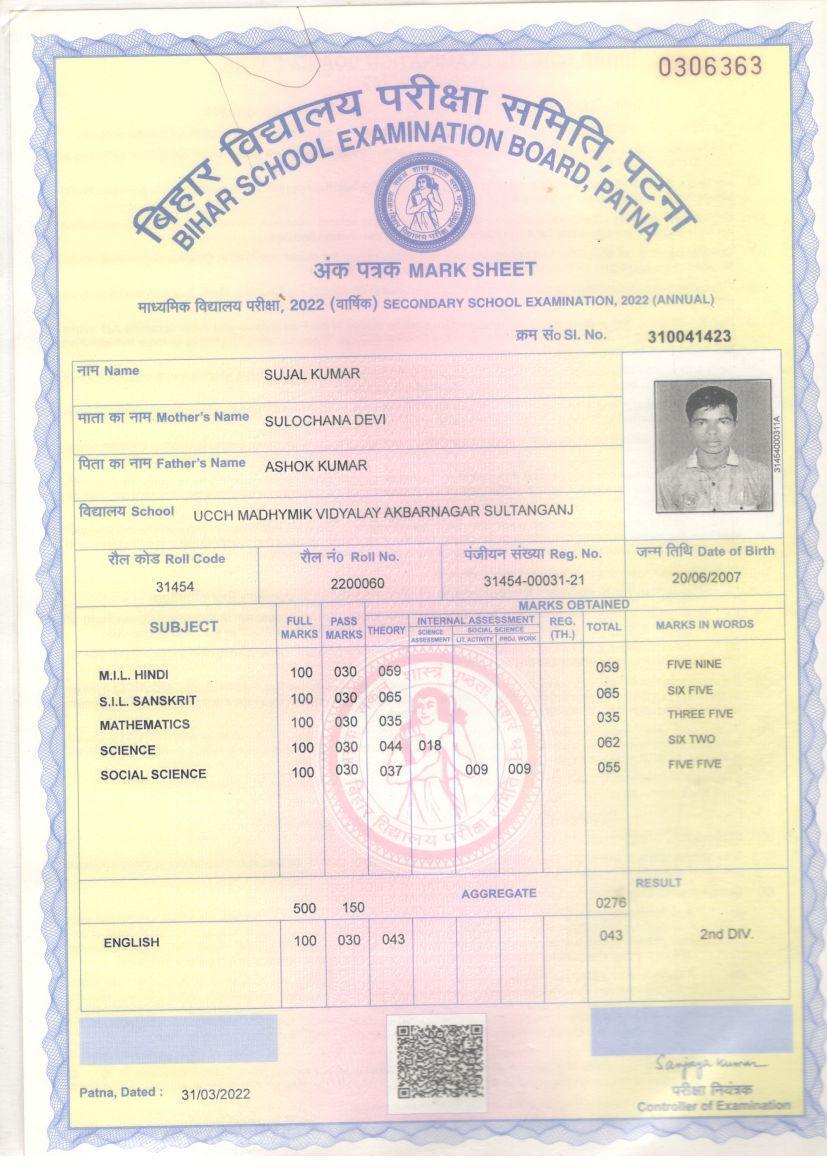 0306363
बिहार विद्यालय परीक्षा समिति, पटना
BIHAR SCHOOL EXAMINATION BOARD, PATNA
अंक पत्रक MARK SHEET
माध्यमिक विद्यालय परीक्षा, 2022 (वार्षिक) SECONDARY SCHOOL EXAMINATION, 2022 (ANNUAL)
क्रम सं० Sl. No. 310041423
नाम Name SUJAL KUMAR
माता का नाम Mother's Name SULOCHANA DEVI
पिता का नाम Father's Name ASHOK KUMAR
31454000311A
विद्यालय School UCCH MADHYMIK VIDYALAY AKBARNAGAR SULTANGANJ
रौल कोड Roll Code रौल नं० Roll No. पंजीयन संख्या Reg. No. जन्म तिथि Date of Birth
31454 2200060 31454-00031-21 20/06/2007
MARKS OBTAINED
SUBJECT FULL MARKS PASS MARKS THEORY INTERNAL ASSESSMENT REG. (TH.) TOTAL MARKS IN WORDS
SCIENCE ASSESSMENT SOCIAL SCIENCE
LIT. ACTIVITY PROJ. WORK
M.I.L. HINDI 100 030 059 059 FIVE NINE
S.I.L. SANSKRIT 100 030 065 065 SIX FIVE
MATHEMATICS 100 030 035 035 THREE FIVE
SCIENCE 100 030 044 018 062 SIX TWO
SOCIAL SCIENCE 100 030 037 009 009 055 FIVE FIVE
बिहार विद्यालय परीक्षा समिति
AGGREGATE RESULT
500 150 0276
ENGLISH 100 030 043 043 2nd DIV.
Sanjay Kumar
Patna, Dated : 31/03/2022
परीक्षा नियंत्रक
Controller of Examination